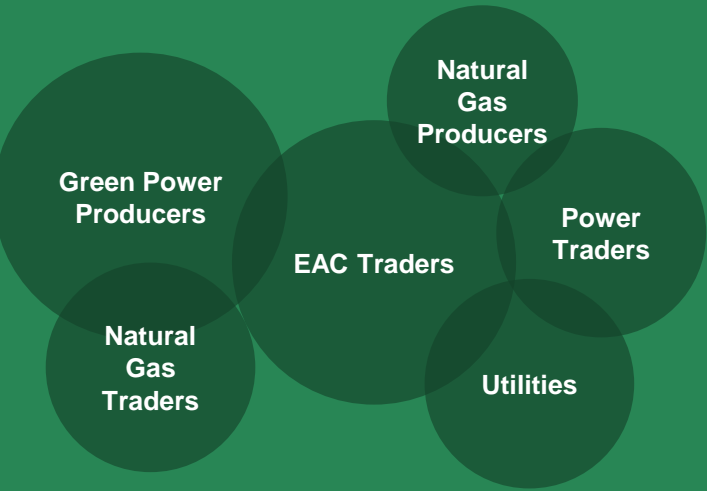 Natural
Gas
Producers
Green Power
Producers
Power
Traders
EAC Traders
Natural
Gas
Traders
Utilities